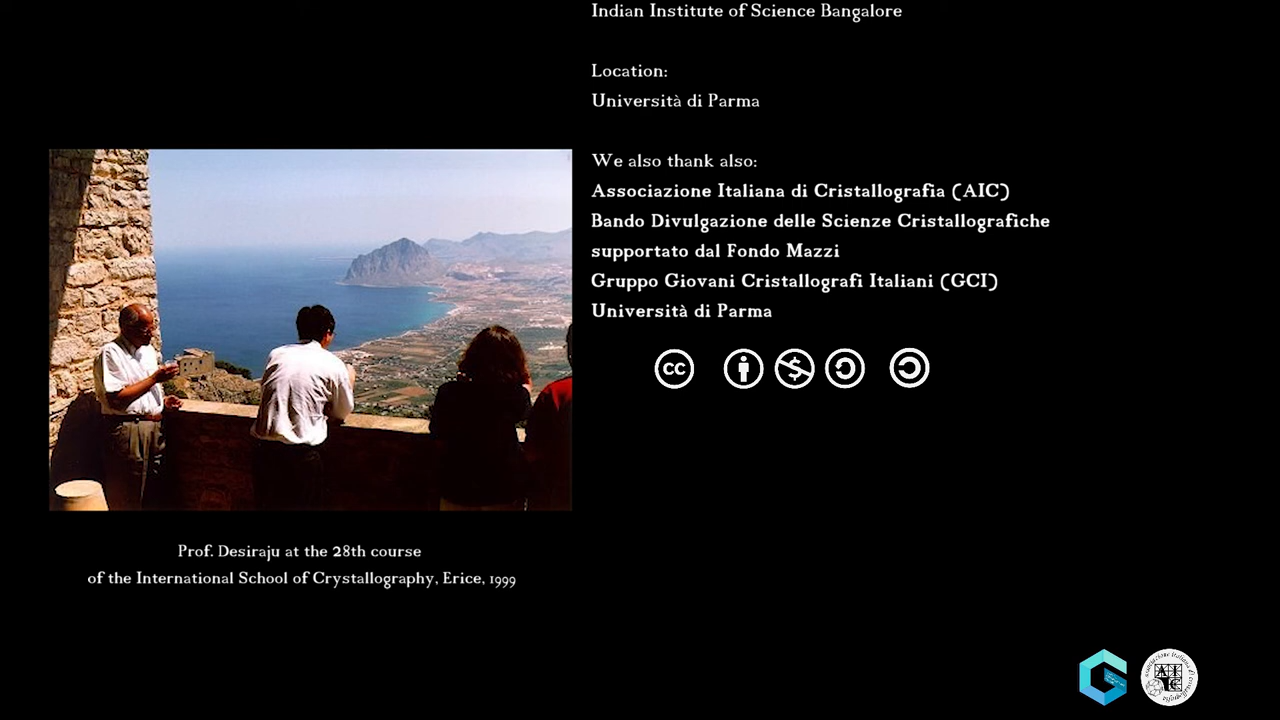 Indian Institute of Science Bangalore
Location:
Università di Parma
We also thank also:
Associazione Italiana di Cristallografia (AIC)
Bando Divulgazione delle Scienze Cristallografiche
supportato dal Fondo Mazzi
Gruppo Giovani Cristallografi Italiani (GCI)
Università di Parma
cc
Prof. Desiraju at the 28th course
of the International School of Crystallography, Erice, 1999